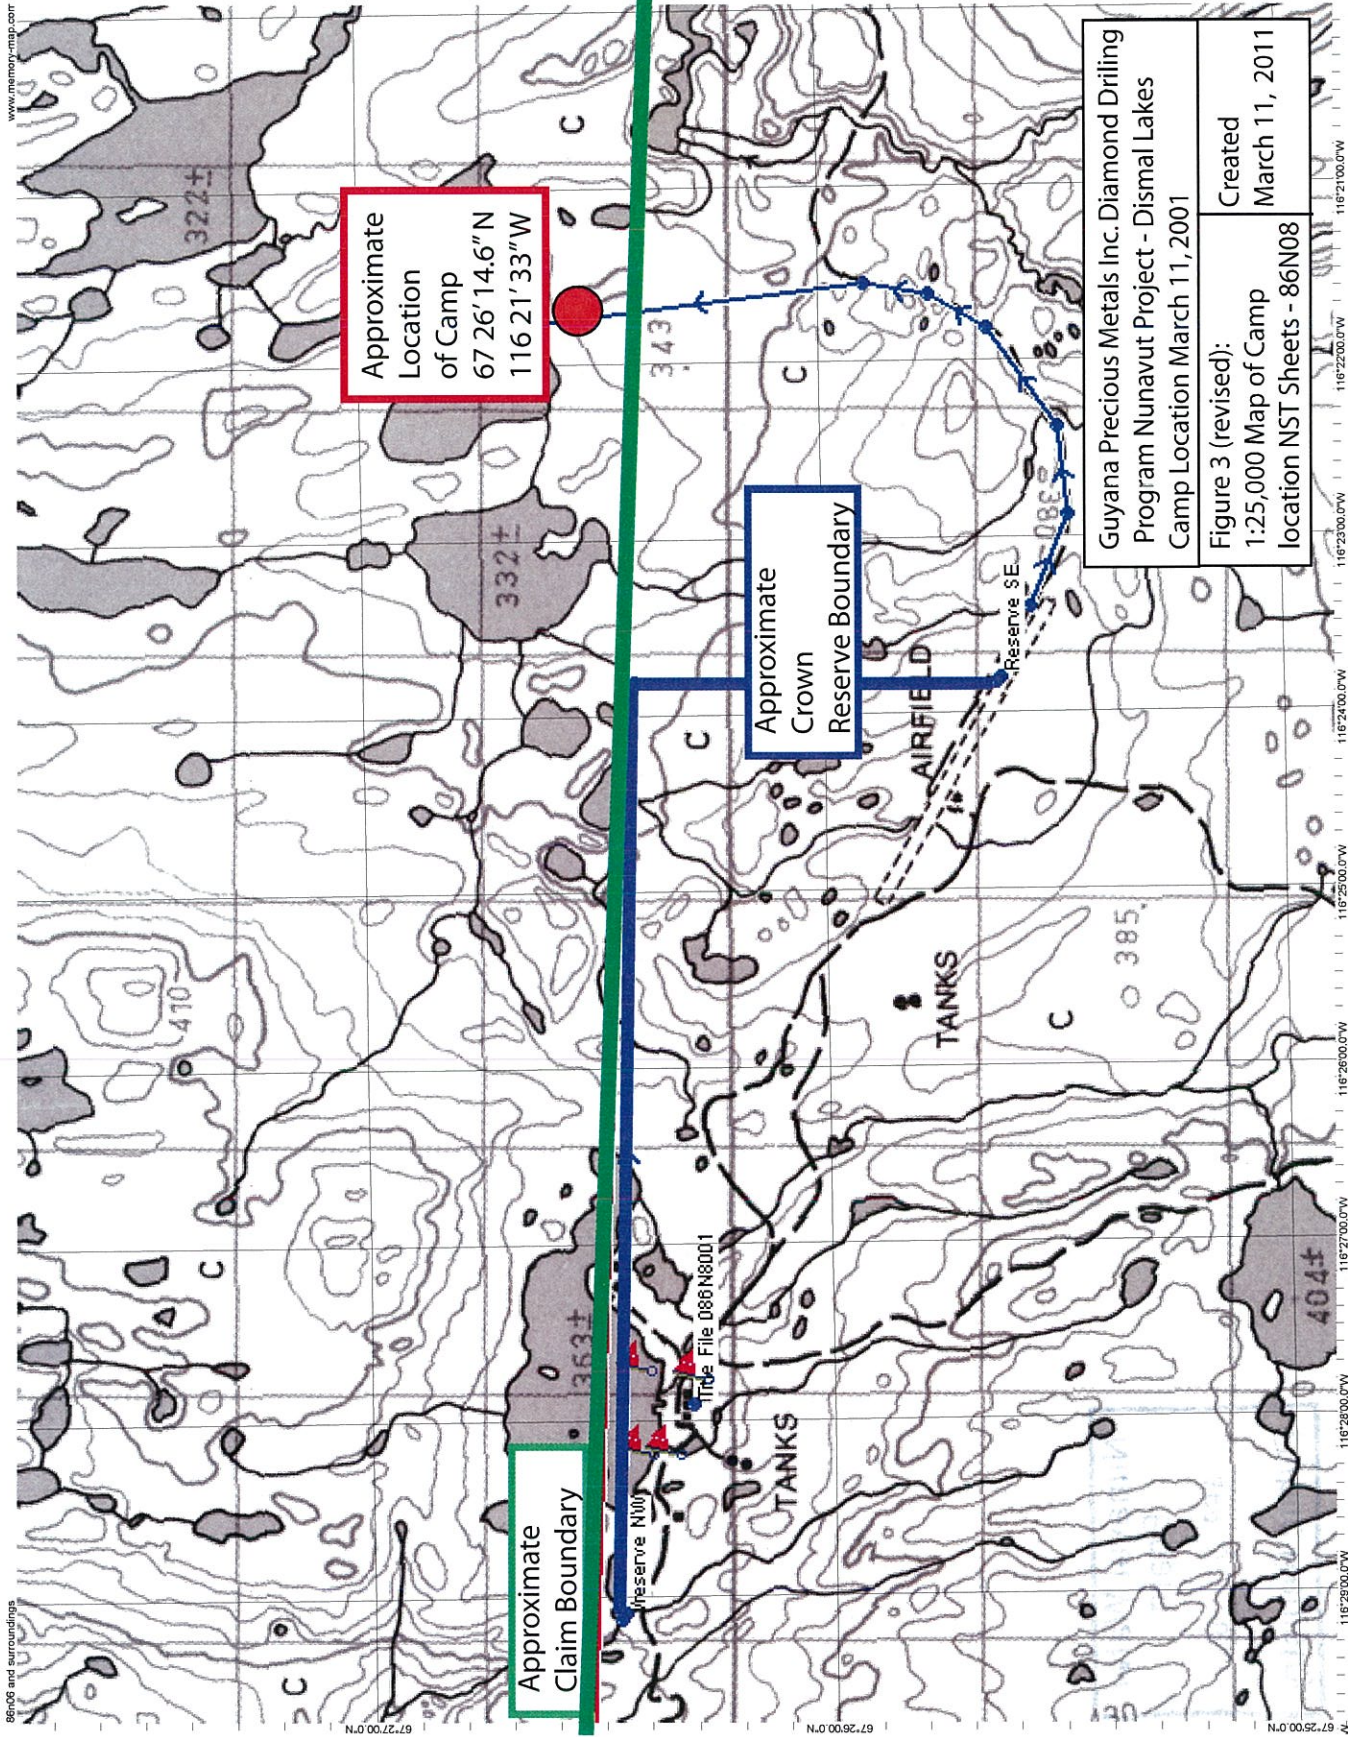 86n06 and surroundings
www.memory-map.com
322±
C
Approximate
Location
of Camp
67 26' 14.6" N
116 21' 33"W
C
410
332±
343
C
C
363±
Approximate
Claim Boundary
C
Approximate
Crown
Reserve Boundary
C
Reserve NW
Title File 086N8001
TANKS
TANKS
AIRFIELD
Reserve SE
380
385
C
404±
Guyana Precious Metals Inc. Diamond Driling
Program Nunavut Project - Dismal Lakes
Camp Location March 11, 2001
Figure 3 (revised):
1:25,000 Map of Camp
location NST Sheets - 86N08
Created
March 11, 2011
67°27'00.0"N
67°26'00.0"N
67°25'00.0"N
116°29'00.0"W
116°28'00.0"W
116°27'00.0"W
116°26'00.0"W
116°25'00.0"W
116°24'00.0"W
116°23'00.0"W
116°22'00.0"W
116°21'00.0"W